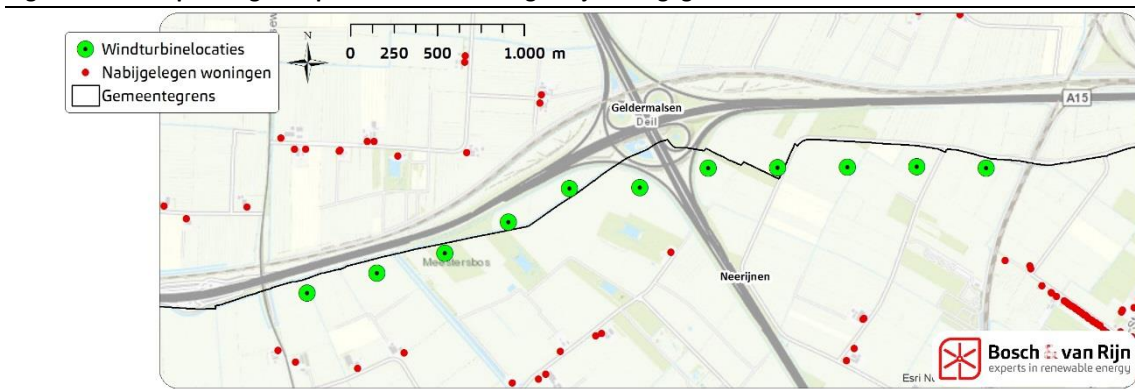 N
Windturbinelocaties
Nabijgelegen woningen
Gemeentegrens
0 250 500 1.000 m
Geldermalsen
Deil
A15
Meestersbos
Neerijnen
Bosch & van Rijn
experts in renewable energy
Esri